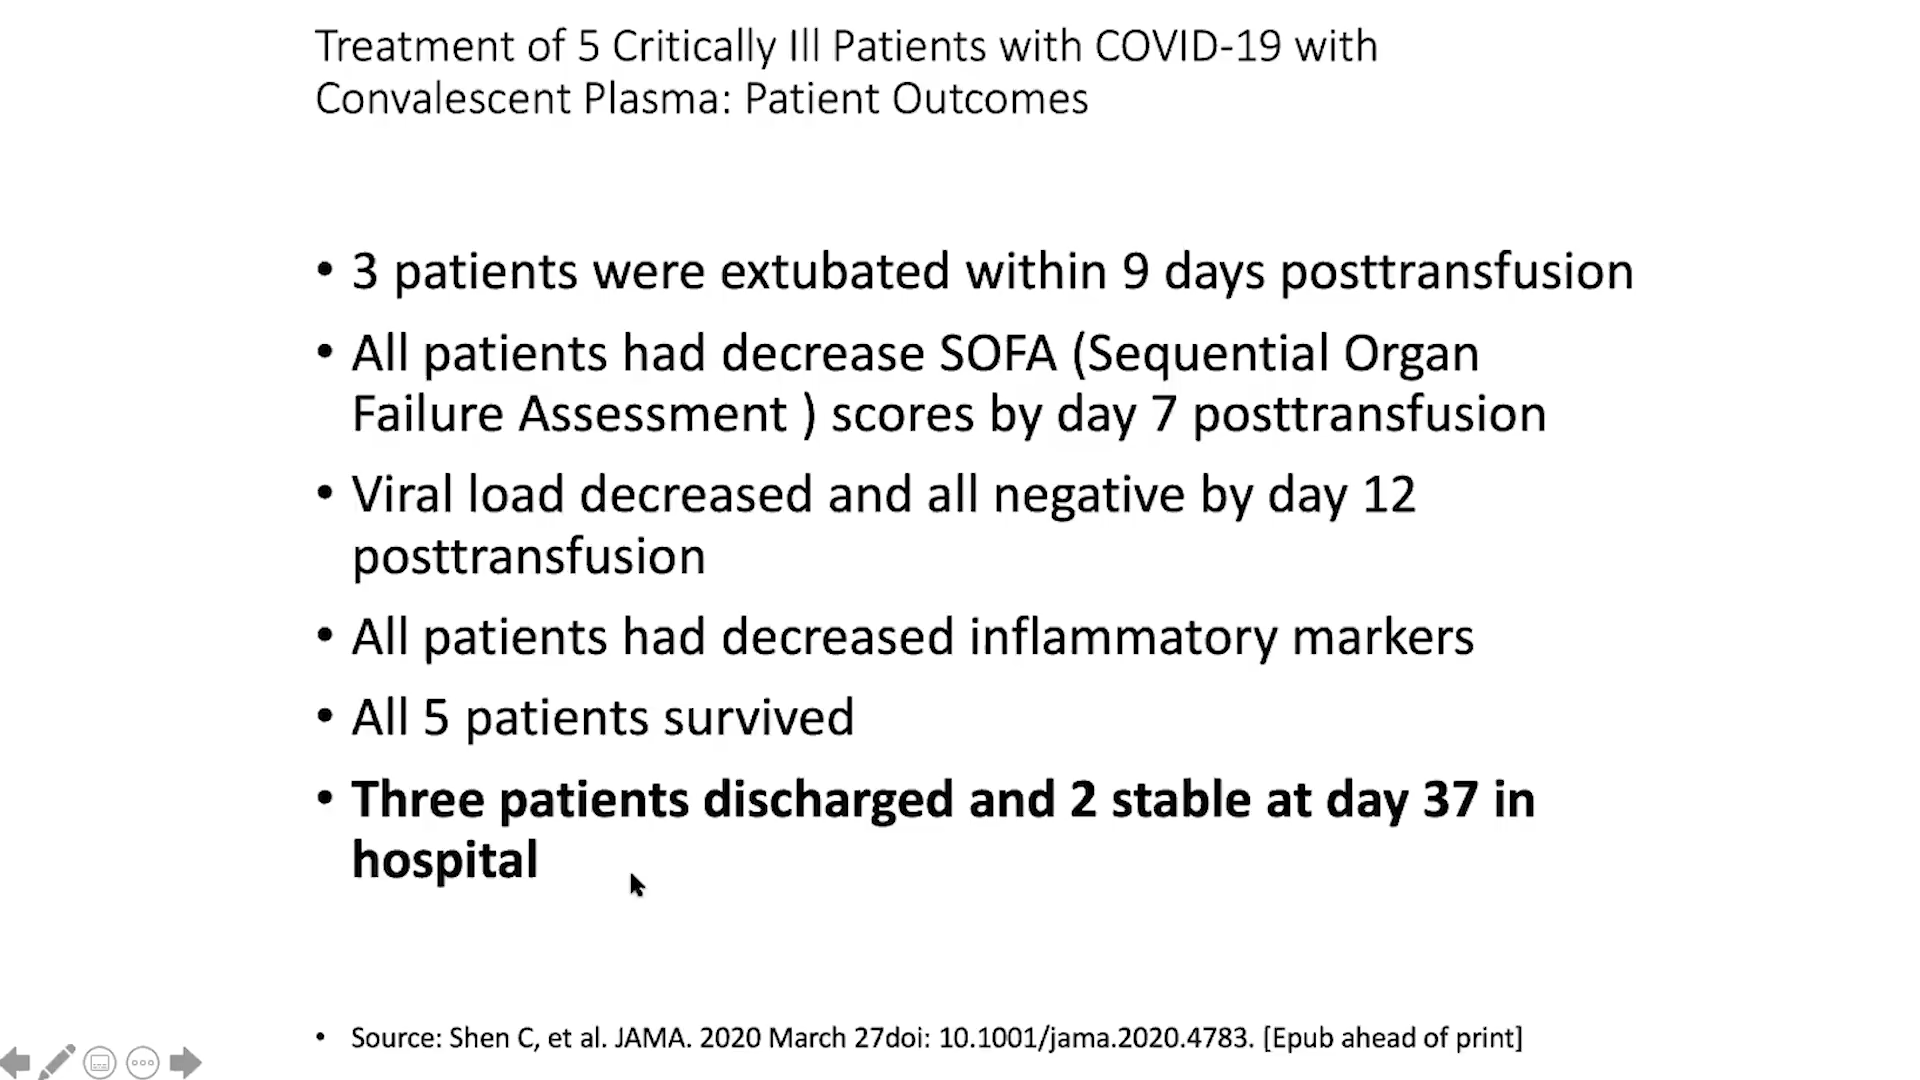 Treatment of 5 Critically Ill Patients with COVID-19 with
Convalescent Plasma: Patient Outcomes
• 3 patients were extubated within 9 days posttransfusion
• All patients had decrease SOFA (Sequential Organ
Failure Assessment ) scores by day 7 posttransfusion
• Viral load decreased and all negative by day 12
posttransfusion
• All patients had decreased inflammatory markers
• All 5 patients survived
• Three patients discharged and 2 stable at day 37 in
hospital
• Source: Shen C, et al. JAMA. 2020 March 27doi: 10.1001/jama.2020.4783. [Epub ahead of print]